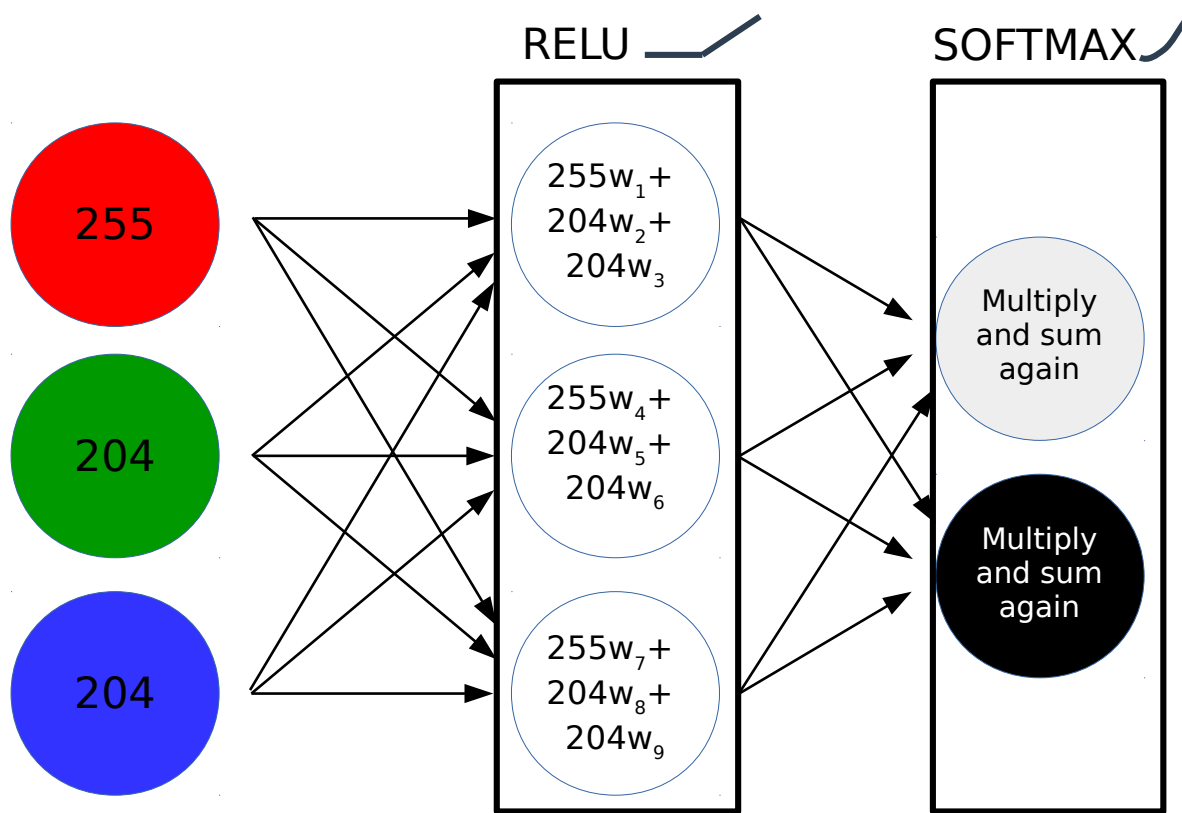 RELU
SOFTMAX
255
204
204
255w₁+
204w₂+
204w₃
255w₄+
204w₅+
204w₆
255w₇+
204w₈+
204w₉
Multiply
and sum
again
Multiply
and sum
again